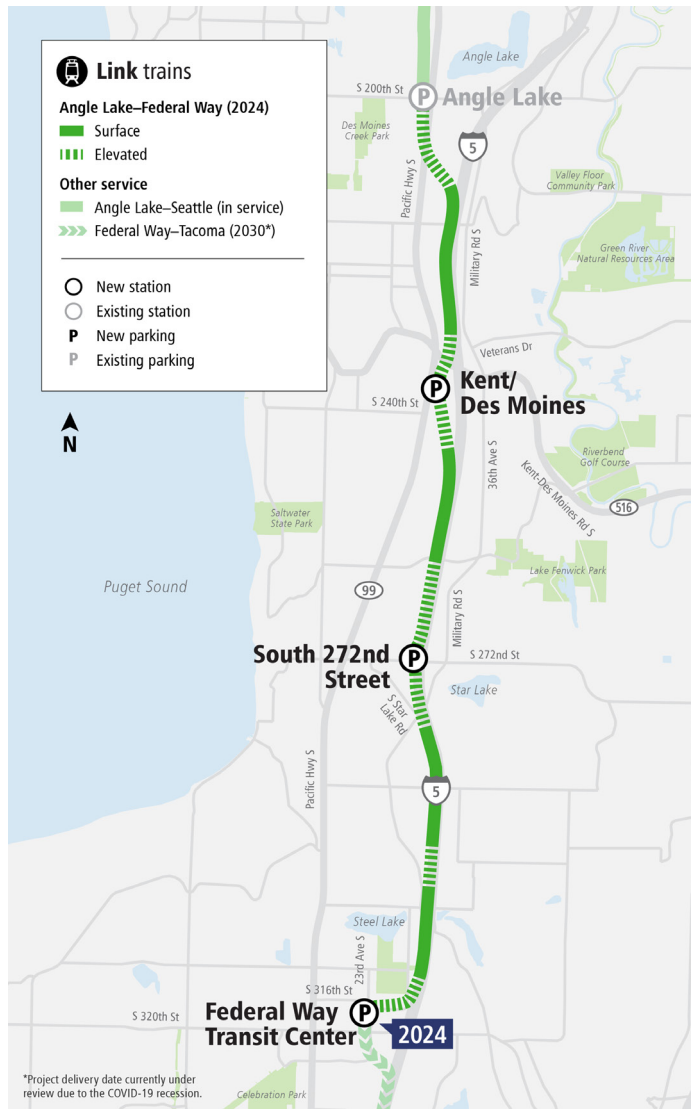 Link trains
Angle Lake–Federal Way (2024)
Surface
Elevated
Other service
Angle Lake–Seattle (in service)
Federal Way–Tacoma (2030*)
New station
Existing station
P New parking
P Existing parking
N
Angle Lake
S 200th St
P Angle Lake
Des Moines
Creek Park
5
Pacific Hwy S
Valley Floor
Community Park
Military Rd S
Green River
Natural Resources Area
Veterans Dr
P Kent/
Des Moines
S 240th St
36th Ave S
Riverbend
Golf Course
Kent-Des Moines Rd S
516
Saltwater
State Park
Puget Sound
99
Lake Fenwick Park
Military Rd S
South 272nd P
Street
S 272nd St
Star Lake
S Star
Lake Rd
Pacific Hwy S
5
Steel Lake
23rd Ave S
S 316th St
S 320th St
Federal Way P
Transit Center
2024
*Project delivery date currently under
review due to the COVID-19 recession.
Celebration Park